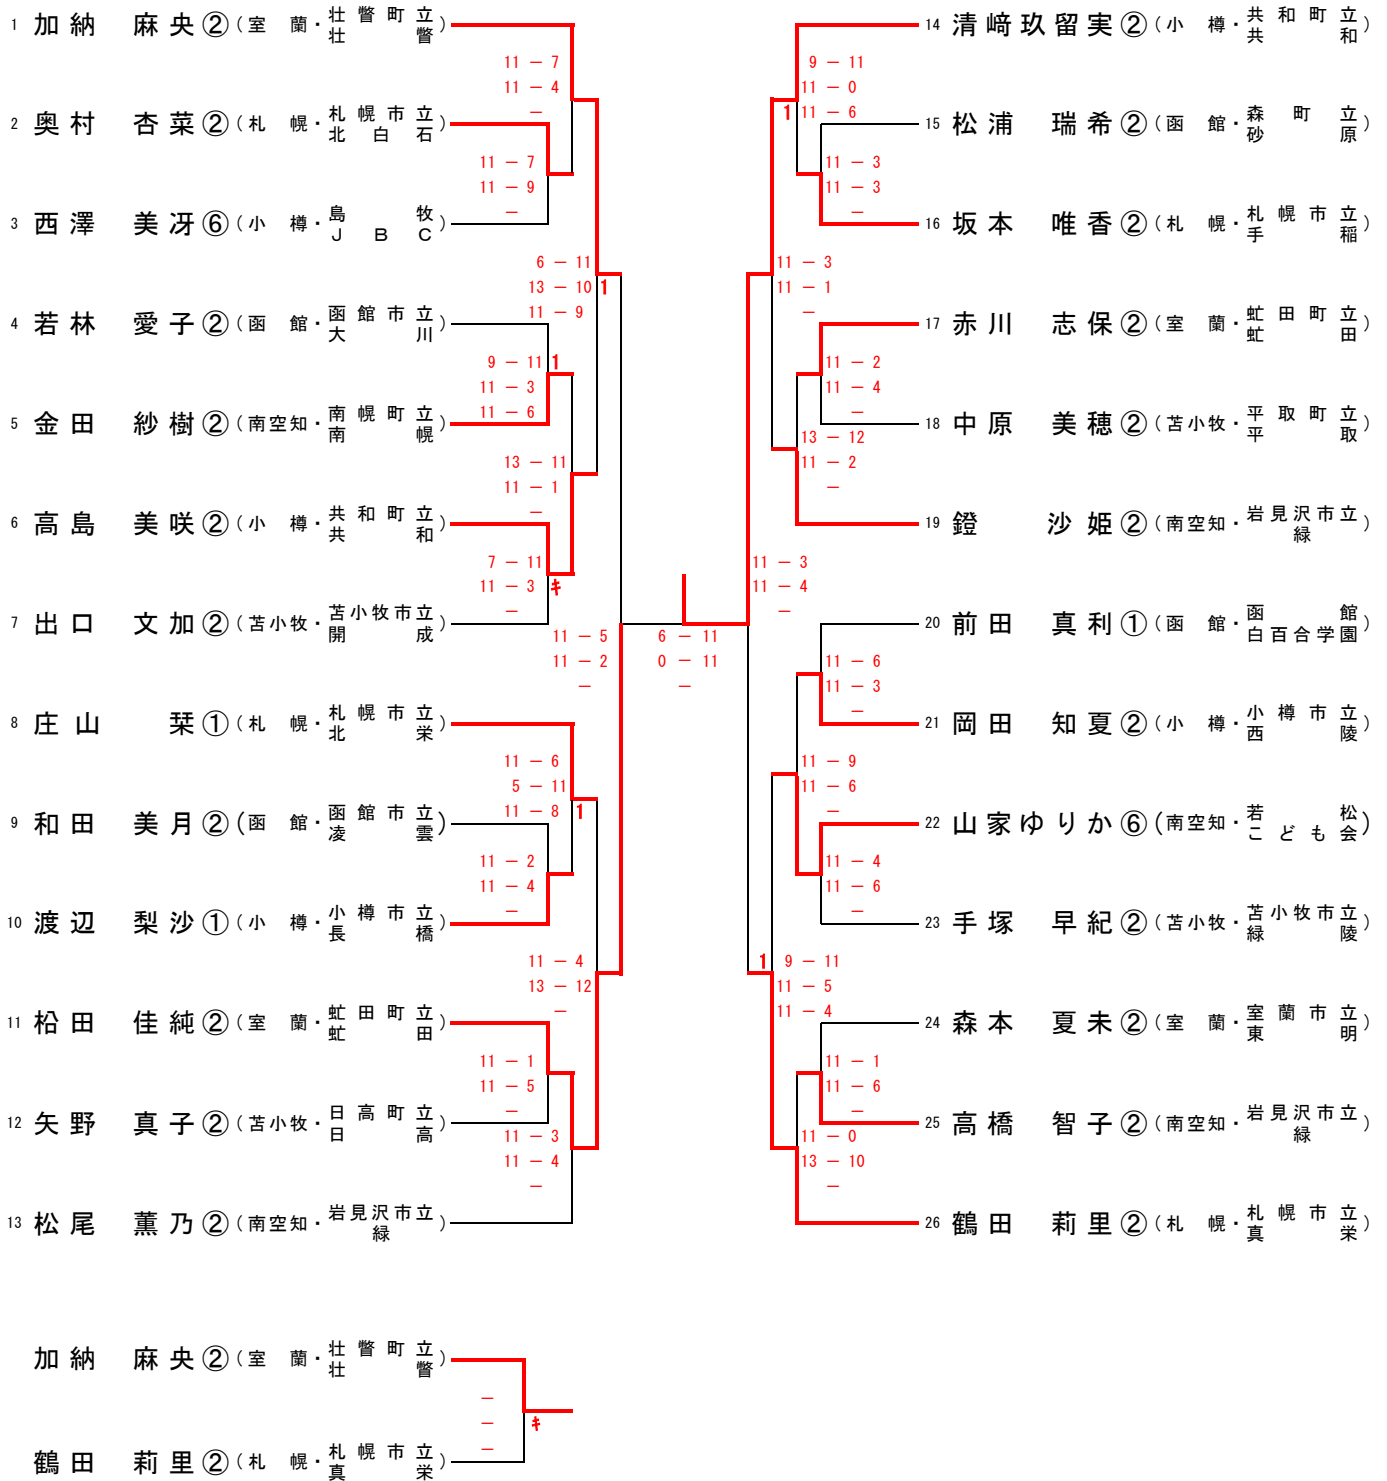 1 加納 麻央② (室 蘭・壮瞥町立 壮瞥)
11 － 7
11 － 4
－
2 奥村 杏菜② (札 幌・札幌市立 北白石)
11 － 7
11 － 9
－
3 西澤 美冴⑥ (小 樽・島牧 JBC)
6 － 11
13 － 10 1
11 － 9
4 若林 愛子② (函 館・函館市立 大川)
9 － 11 1
11 － 3
11 － 6
5 金田 紗樹② (南空知・南幌町立 南幌)
13 － 11
11 － 1
－
6 高島 美咲② (小 樽・共和町立 共和)
7 － 11
11 － 3 キ
－
7 出口 文加② (苫小牧・苫小牧市立 開成)
11 － 5
11 － 2
－
8 庄山 栞① (札 幌・札幌市立 北栄)
11 － 6
5 － 11
11 － 8 1
9 和田 美月② (函 館・函館市立 凌雲)
11 － 2
11 － 4
－
10 渡辺 梨沙① (小 樽・小樽市立 長橋)
11 － 4
13 － 12
－
11 松田 佳純② (室 蘭・虻田町立 虻田)
11 － 1
11 － 5
－
12 矢野 真子② (苫小牧・日高町立 日高)
11 － 3
11 － 4
－
13 松尾 薫乃② (南空知・岩見沢市立 緑)
6 － 11
0 － 11
－
14 清﨑玖留実② (小 樽・共和町立 共和)
9 － 11
11 － 0
1 11 － 6
15 松浦 瑞希② (函 館・森町立 砂原)
11 － 3
11 － 3
－
16 坂本 唯香② (札 幌・札幌市立 手稲)
11 － 3
11 － 1
－
17 赤川 志保② (室 蘭・虻田町立 虻田)
11 － 2
11 － 4
－
18 中原 美穂② (苫小牧・平取町立 平取)
13 － 12
11 － 2
－
19 鐙 沙姫② (南空知・岩見沢市立 緑)
11 － 3
11 － 4
－
20 前田 真利① (函 館・函館 白百合学園)
11 － 6
11 － 3
－
21 岡田 知夏② (小 樽・小樽市立 西陵)
11 － 9
11 － 6
－
22 山家ゆりか⑥ (南空知・若松 こども会)
11 － 4
11 － 6
－
23 手塚 早紀② (苫小牧・苫小牧市立 緑陵)
1 9 － 11
11 － 5
11 － 4
24 森本 夏未② (室 蘭・室蘭市立 東明)
11 － 1
11 － 6
－
25 高橋 智子② (南空知・岩見沢市立 緑)
11 － 0
13 － 10
－
26 鶴田 莉里② (札 幌・札幌市立 真栄)
加納 麻央② (室 蘭・壮瞥町立 壮瞥)
－
－ キ
－
鶴田 莉里② (札 幌・札幌市立 真栄)